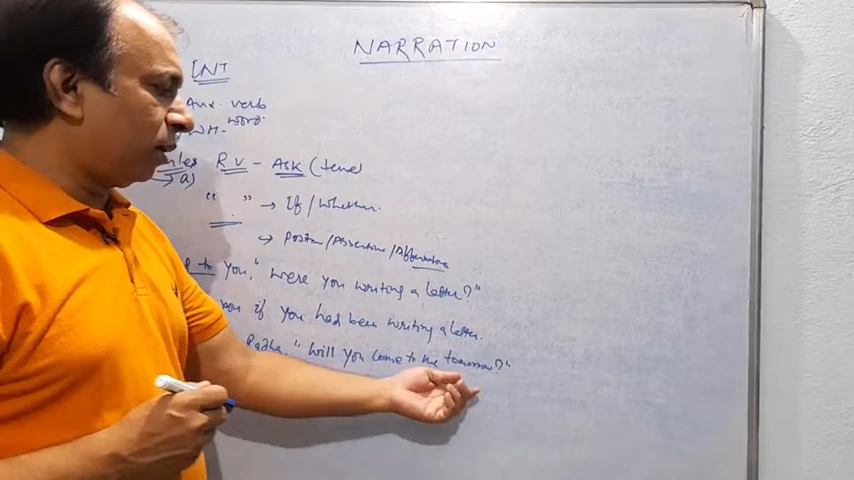 NARRATION
INT
Aux. verb
WH- word.
Rules R.V - ASK (tense)
→ a)
" " → If/Whether.
→ Positive/Assertive/Affirmative
to you, "Were you writing a letter?"
if you had been writing a letter.
Radha, "Will you come to me tomorrow?"